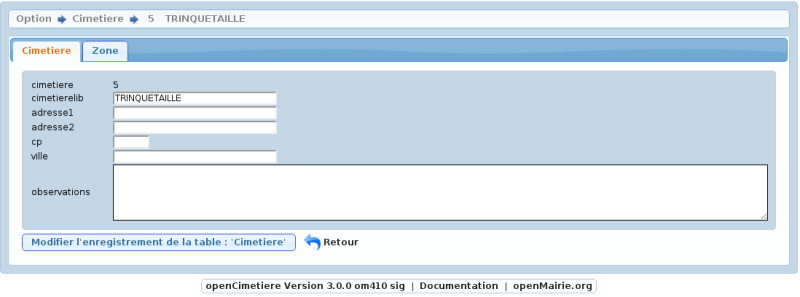 Option Cimetiere 5 TRINQUETAILLE
Cimetiere Zone
cimetiere 5
cimetierelib TRINQUETAILLE
adresse1
adresse2
cp
ville
observations
Modifier l'enregistrement de la table : 'Cimetiere' Retour
openCimetiere Version 3.0.0 om410 sig | Documentation | openMairie.org